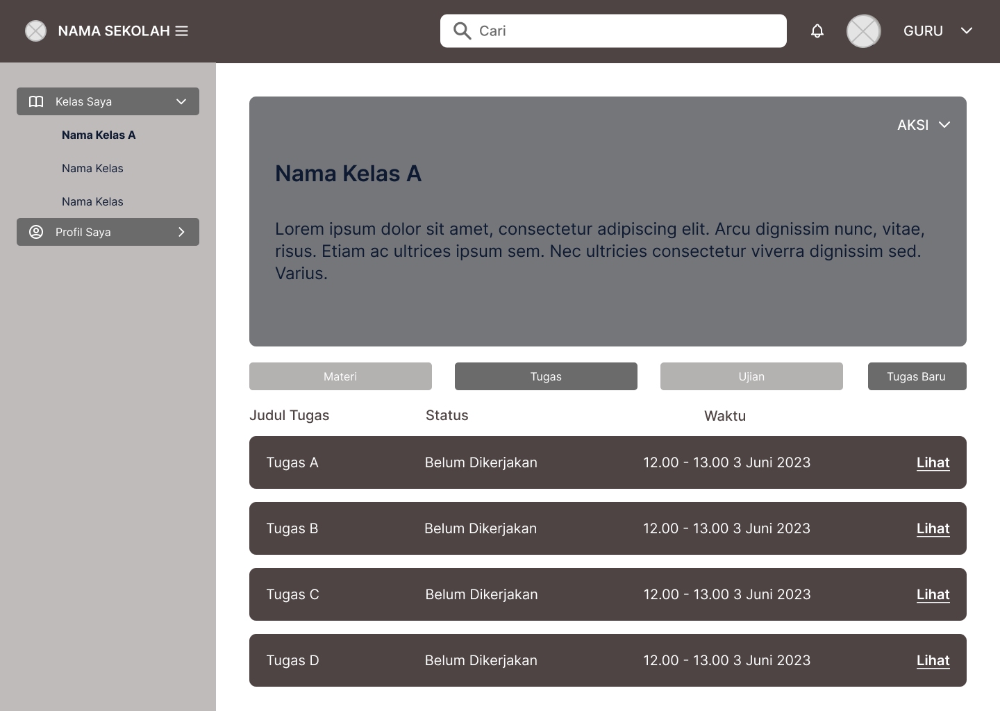 NAMA SEKOLAH
Cari
GURU
Kelas Saya
Nama Kelas A
Nama Kelas
Nama Kelas
Profil Saya
AKSI
Nama Kelas A
Lorem ipsum dolor sit amet, consectetur adipiscing elit. Arcu dignissim nunc, vitae,
risus. Etiam ac ultrices ipsum sem. Nec ultricies consectetur viverra dignissim sed.
Varius.
Materi
Tugas
Ujian
Tugas Baru
Judul Tugas
Status
Waktu
Tugas A
Belum Dikerjakan
12.00 - 13.00 3 Juni 2023
Lihat
Tugas B
Belum Dikerjakan
12.00 - 13.00 3 Juni 2023
Lihat
Tugas C
Belum Dikerjakan
12.00 - 13.00 3 Juni 2023
Lihat
Tugas D
Belum Dikerjakan
12.00 - 13.00 3 Juni 2023
Lihat